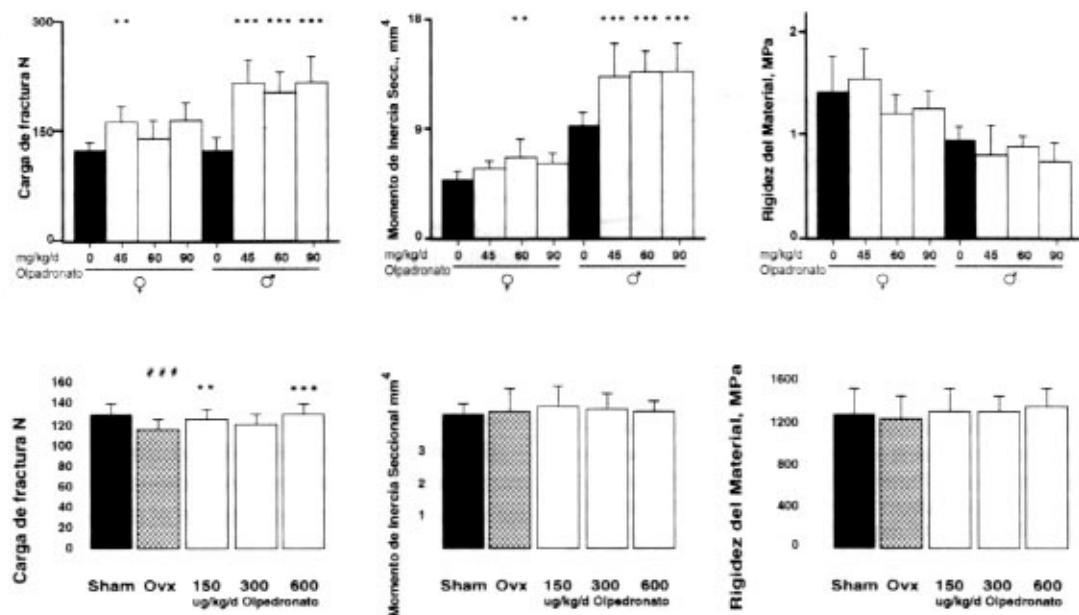 Carga de fractura N
300
150
0
** *** *** ***
mg/kg/d 0 45 60 90 0 45 60 90
Olpadronato
♀ ♂
Momento de Inercia Secc., mm4
18
9
0
** *** *** ***
0 45 60 90 0 45 60 90
mg/kg/d
Olpadronato
♀ ♂
Rigidez del Material, MPa
2
1
0
mg/kg/d 0 45 60 90 0 45 60 90
Olpadronato
♀ ♂
Carga de fractura N
160
140
130
120
100
80
60
40
20
0
### ** ***
Sham Ovx 150 300 600
ug/kg/d Olpedronato
Momento de Inercia Seccional mm4
3
2
1
Sham Ovx 150 300 600
ug/kg/d Olpedronato
Rigidez del Material, MPa
1600
1200
800
400
0
Sham Ovx 150 300 600
ug/kg/d Olpedronato